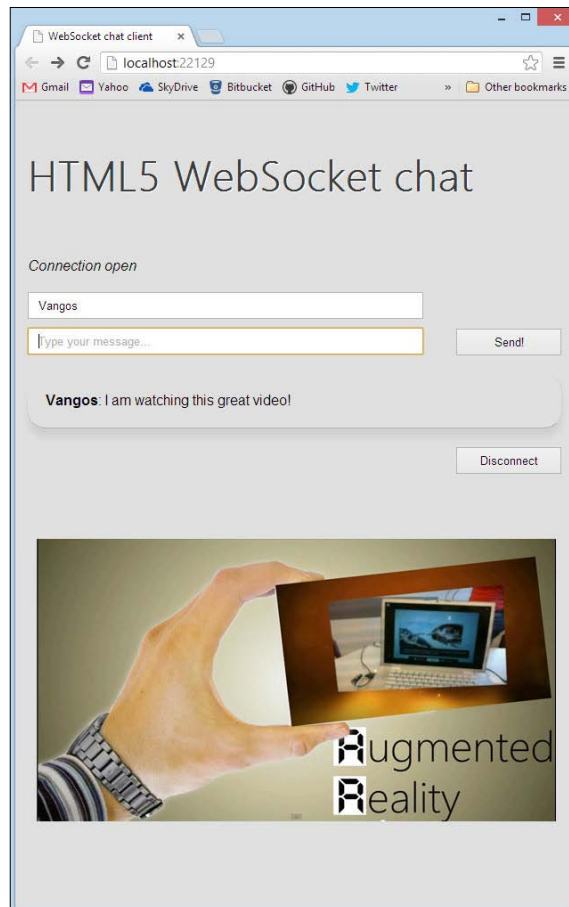 WebSocket chat client
localhost:22129
Gmail Yahoo SkyDrive Bitbucket GitHub Twitter » Other bookmarks
HTML5 WebSocket chat
Connection open
Vangos
Type your message...
Send!
Vangos: I am watching this great video!
Disconnect
Augmented
Reality